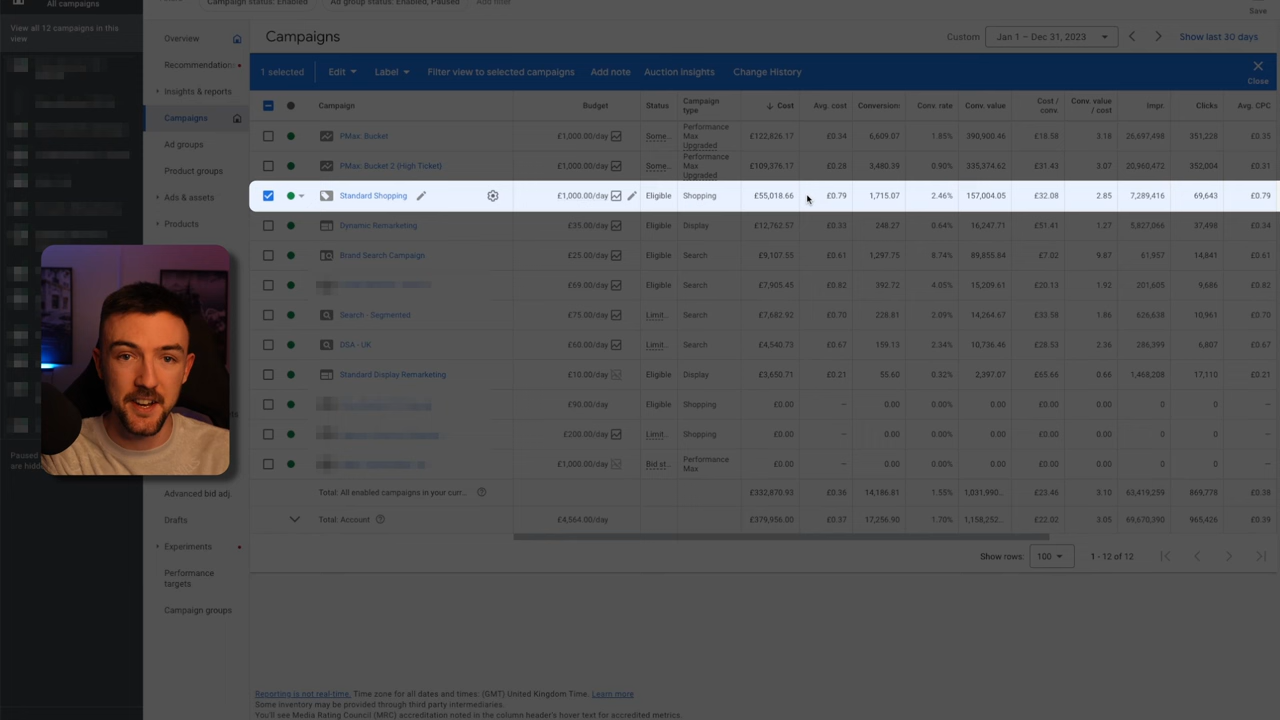 All campaigns
Campaign status: Enabled Ad group status: Enabled, Paused Add filter
Save
View all 12 campaigns in this
view
Overview
Recommendation:
Insights & reports
Campaigns
Ad groups
Product groups
Ads & assets
Products
Advanced bid adj.
Drafts
Experiments
Performance
targets
Campaign groups
Paused
are hidde
Campaigns
Custom Jan 1 – Dec 31, 2023 Show last 30 days
1 selected Edit Label Filter view to selected campaigns Add note Auction Insights Change History Close
Campaign Budget Status Campaign type Cost Avg. cost Conversion: Conv. rate Conv. value Cost / conv. Conv. value / cost Impr. Clicks Avg. CPC
PMax: Bucket £1,000.00/day Some... Performance Max Upgraded £122,826.17 £0.34 6,609.07 1.85% 390,900.46 £18.58 3.18 26,697,498 351,228 £0.35
PMax: Bucket 2 (High Ticket) £1,000.00/day Some... Performance Max Upgraded £109,376.17 £0.28 3,480.39 0.90% 335,374.62 £31.43 3.07 20,960,472 352,004 £0.31
Standard Shopping £1,000.00/day Eligible Shopping £55,018.66 £0.79 1,715.07 2.46% 157,004.05 £32.08 2.85 7,289,416 69,643 £0.79
Dynamic Remarketing £35.00/day Eligible Display £12,762.57 £0.33 248.27 0.64% 16,247.71 £51.41 1.27 5,827,066 37,498 £0.34
Brand Search Campaign £25.00/day Eligible Search £9,107.55 £0.61 1,297.75 8.74% 89,855.84 £7.02 9.87 61,957 14,841 £0.61
£69.00/day Eligible Search £7,905.45 £0.82 392.72 4.05% 15,209.61 £20.13 1.92 201,605 9,686 £0.82
Search - Segmented £75.00/day Limit... Search £7,682.92 £0.70 228.81 2.09% 14,264.67 £33.58 1.86 626,638 10,961 £0.70
DSA - UK £60.00/day Limit... Search £4,540.73 £0.67 159.13 2.34% 10,736.46 £28.53 2.36 286,399 6,807 £0.67
Standard Display Remarketing £10.00/day Eligible Display £3,650.71 £0.21 55.60 0.32% 2,397.07 £65.66 0.66 1,468,208 17,110 £0.21
£90.00/day Eligible Shopping £0.00 – 0.00 0.00% 0.00 £0.00 0.00 0 0 –
£200.00/day Limit... Shopping £0.00 – 0.00 0.00% 0.00 £0.00 0.00 0 0 –
£1,000.00/day Bid st... Performance Max £0.00 – 0.00 0.00% 0.00 £0.00 0.00 0 0 –
Total: All enabled campaigns in your curr... £332,870.93 £0.36 14,186.81 1.55% 1,031,990... £23.46 3.10 63,419,259 869,778 £0.38
Total: Account £4,564.00/day £379,956.00 £0.37 17,256.90 1.70% 1,158,252... £22.02 3.05 69,670,390 965,426 £0.39
Show rows: 100 1 - 12 of 12
Reporting is not real-time. Time zone for all dates and times: (GMT) United Kingdom Time. Learn more
Some inventory may be provided through third party intermediaries.
You'll see Media Rating Council (MRC) accreditation noted in the column header's hover text for accredited metrics.